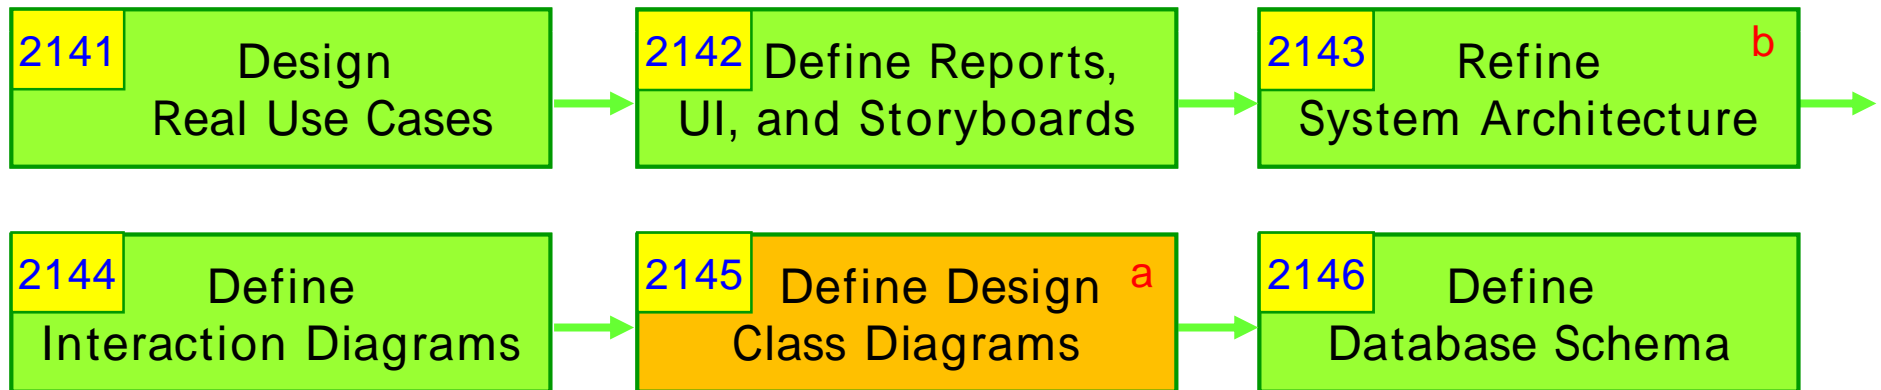 2141
Design
Real Use Cases
2142
Define Reports,
UI, and Storyboards
2143
Refine
b
System Architecture
2144
Define
Interaction Diagrams
2145
Define Design
a
Class Diagrams
2146
Define
Database Schema